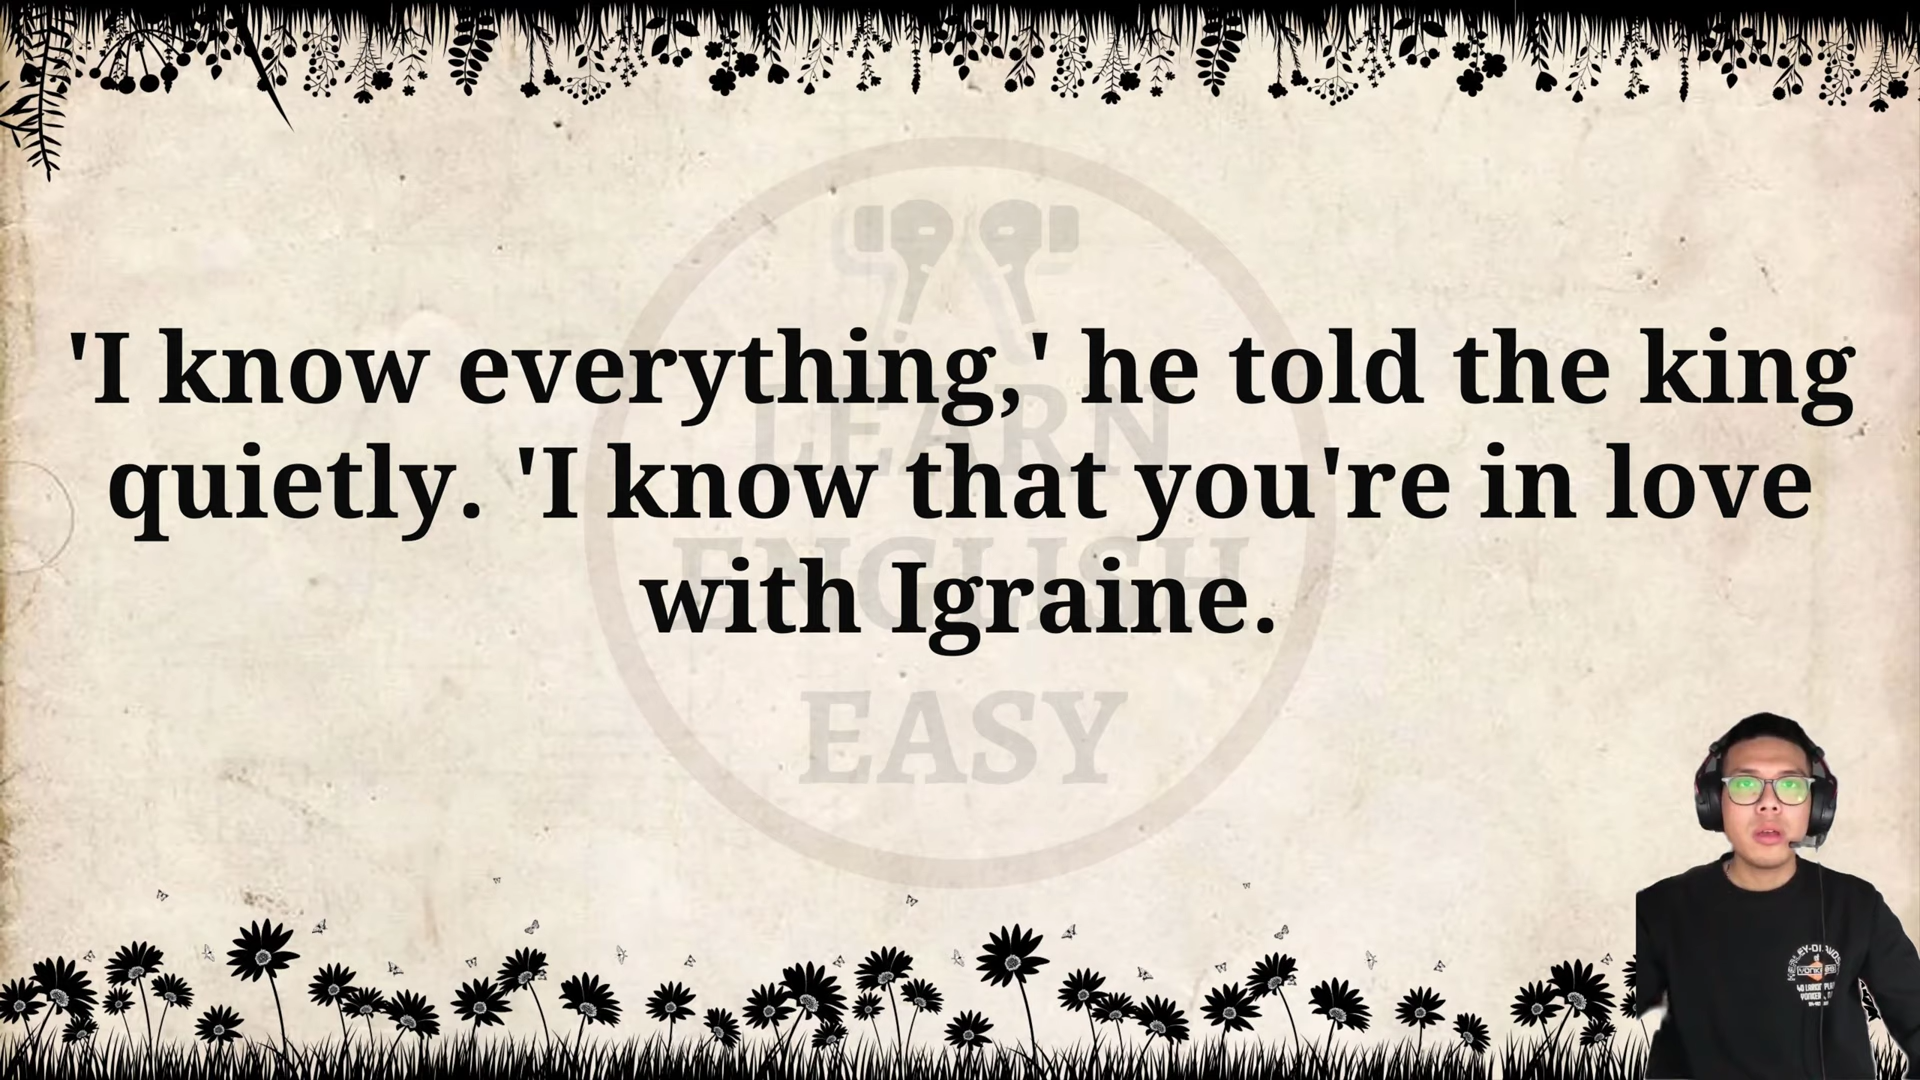 'I know everything,' he told the king
quietly. 'I know that you're in love
with Igraine.
LEARN
ENGLISH
EASY